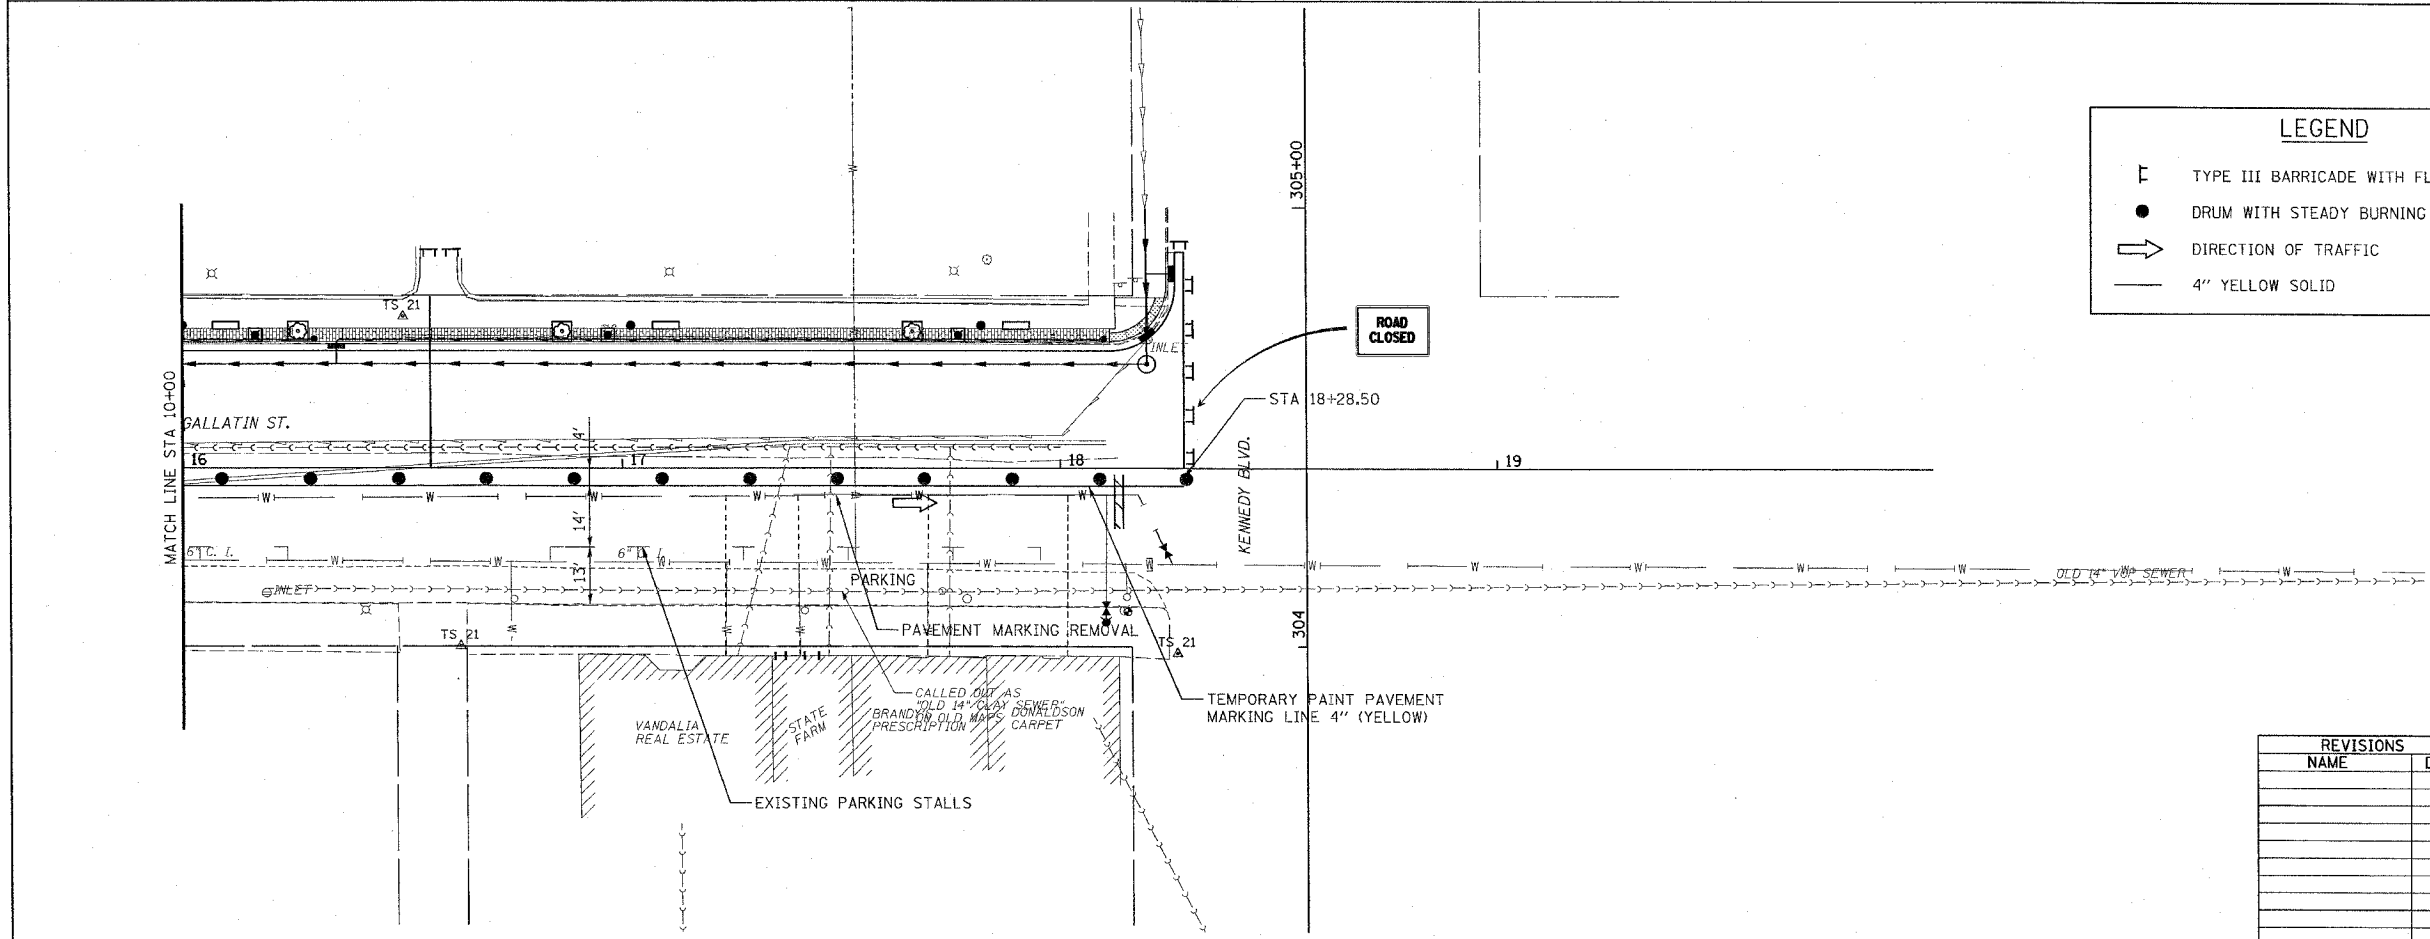 LEGEND
TYPE III BARRICADE WITH FL
DRUM WITH STEADY BURNING
DIRECTION OF TRAFFIC
4" YELLOW SOLID
305+00
ROAD
CLOSED
TS 21
INLET
STA 18+28.50
MATCH LINE STA 10+00
GALLATIN ST.
4'
16
17
18
19
KENNEDY BLVD.
W W W W W W
14'
6" C. I.
6" C. I.
W W W W W W W W W W W W W
OLD 14" VCP SEWER
13'
PARKING
INLET
304
PAVEMENT MARKING REMOVAL
TS 21
TS 21
CALLED OUT AS
"OLD 14" CLAY SEWER"
ON OLD MAPS
TEMPORARY PAINT PAVEMENT
MARKING LINE 4" (YELLOW)
VANDALIA
REAL ESTATE
STATE
FARM
PRESCRIPTION
DONALDSON
CARPET
EXISTING PARKING STALLS
REVISIONS
NAME
D